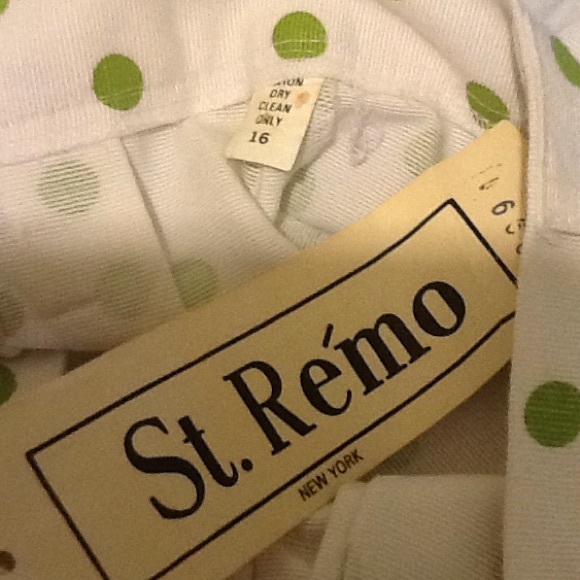 DRY
CLEAN
ONLY
16
St. Rémo
NEW YORK